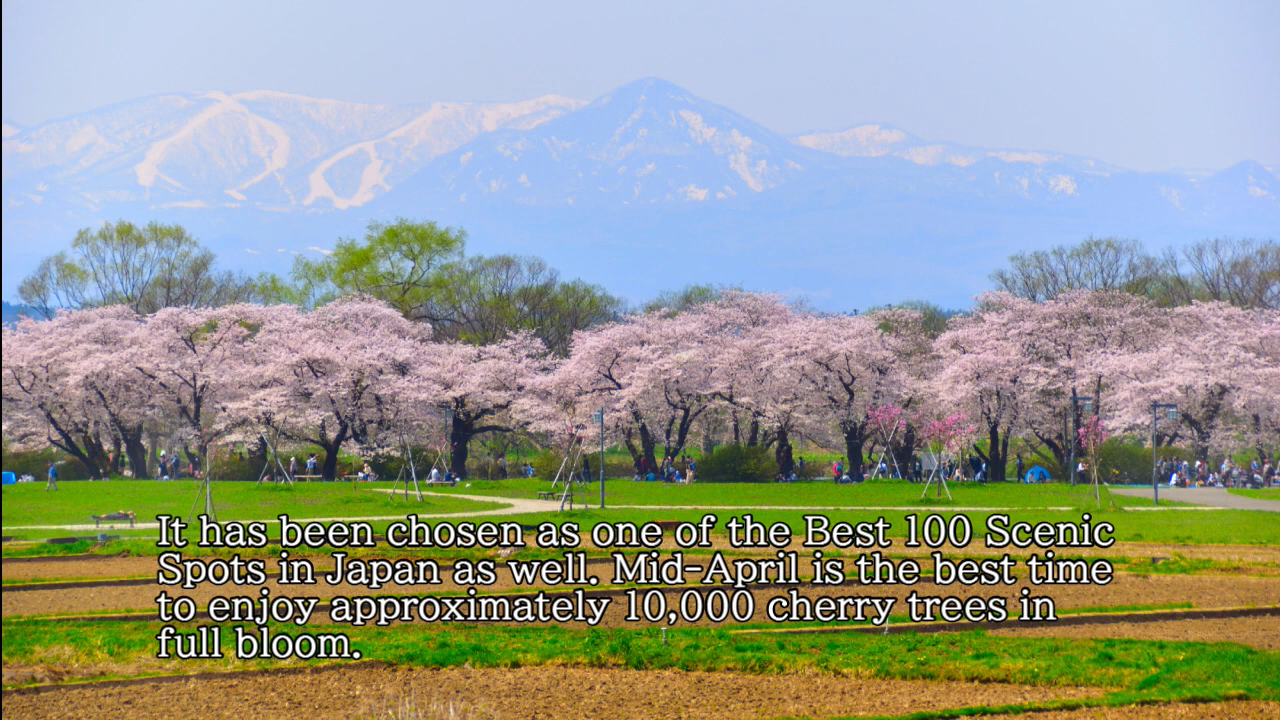 It has been chosen as one of the Best 100 Scenic
Spots in Japan as well. Mid-April is the best time
to enjoy approximately 10,000 cherry trees in
full bloom.